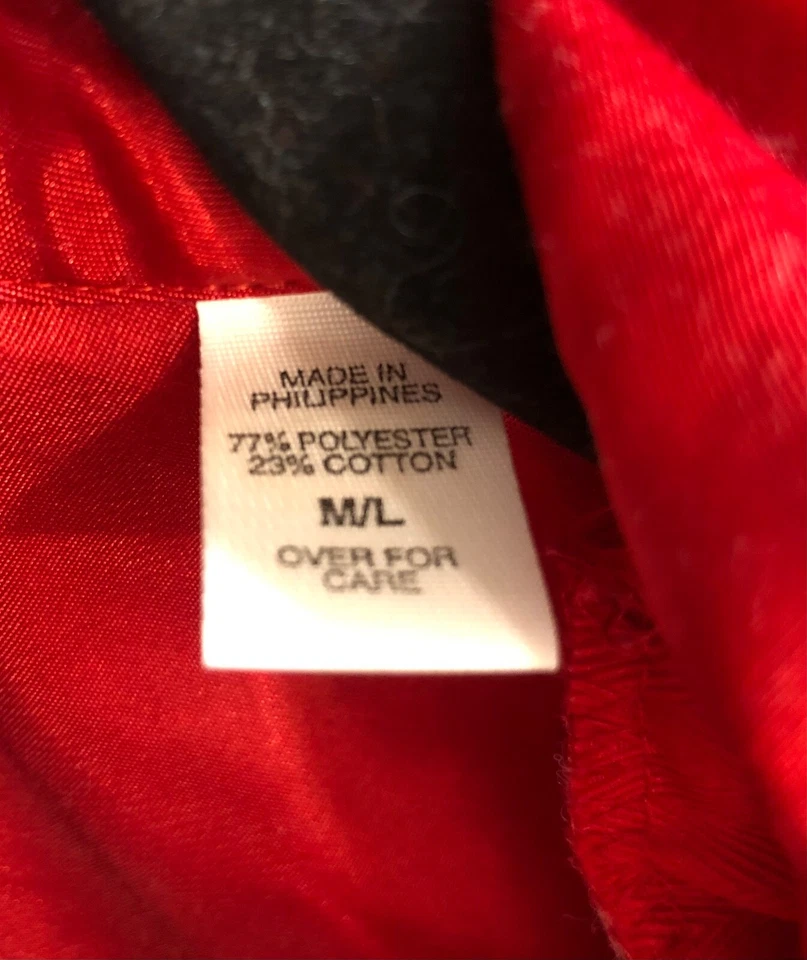 MADE IN
PHILIPPINES
77% POLYESTER
23% COTTON
M/L
OVER FOR
CARE